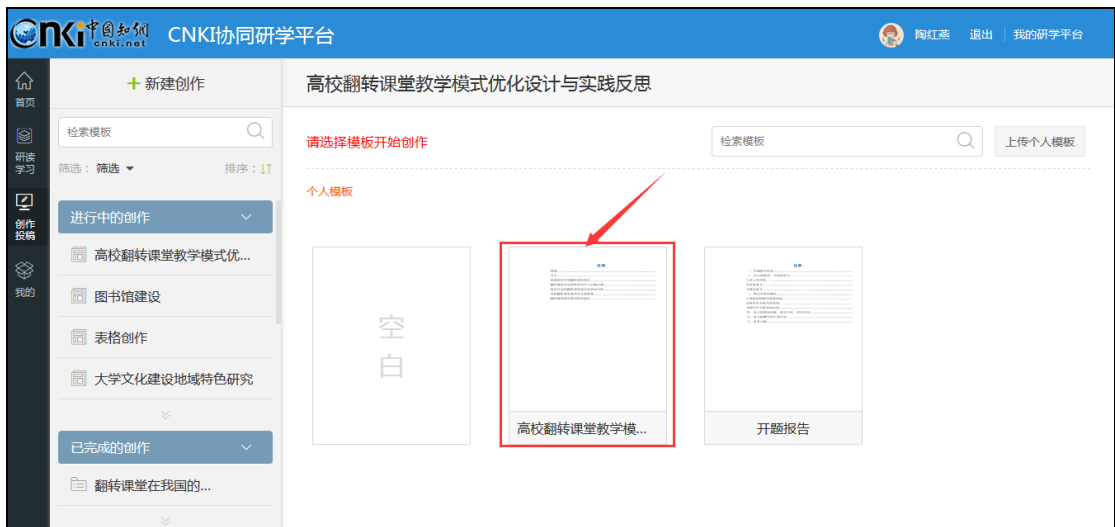 CNKi 中国知网
cnki.net
CNKI协同研学平台
陶红燕 退出 我的研学平台
首页
研读
学习
创作
投稿
我的
+ 新建创作
检索模板
筛选： 筛选 排序：
进行中的创作
高校翻转课堂教学模式优...
图书馆建设
表格创作
大学文化建设地域特色研究
已完成的创作
翻转课堂在我国的...
高校翻转课堂教学模式优化设计与实践反思
请选择模板开始创作
检索模板
上传个人模板
个人模板
空
白
高校翻转课堂教学模...
开题报告